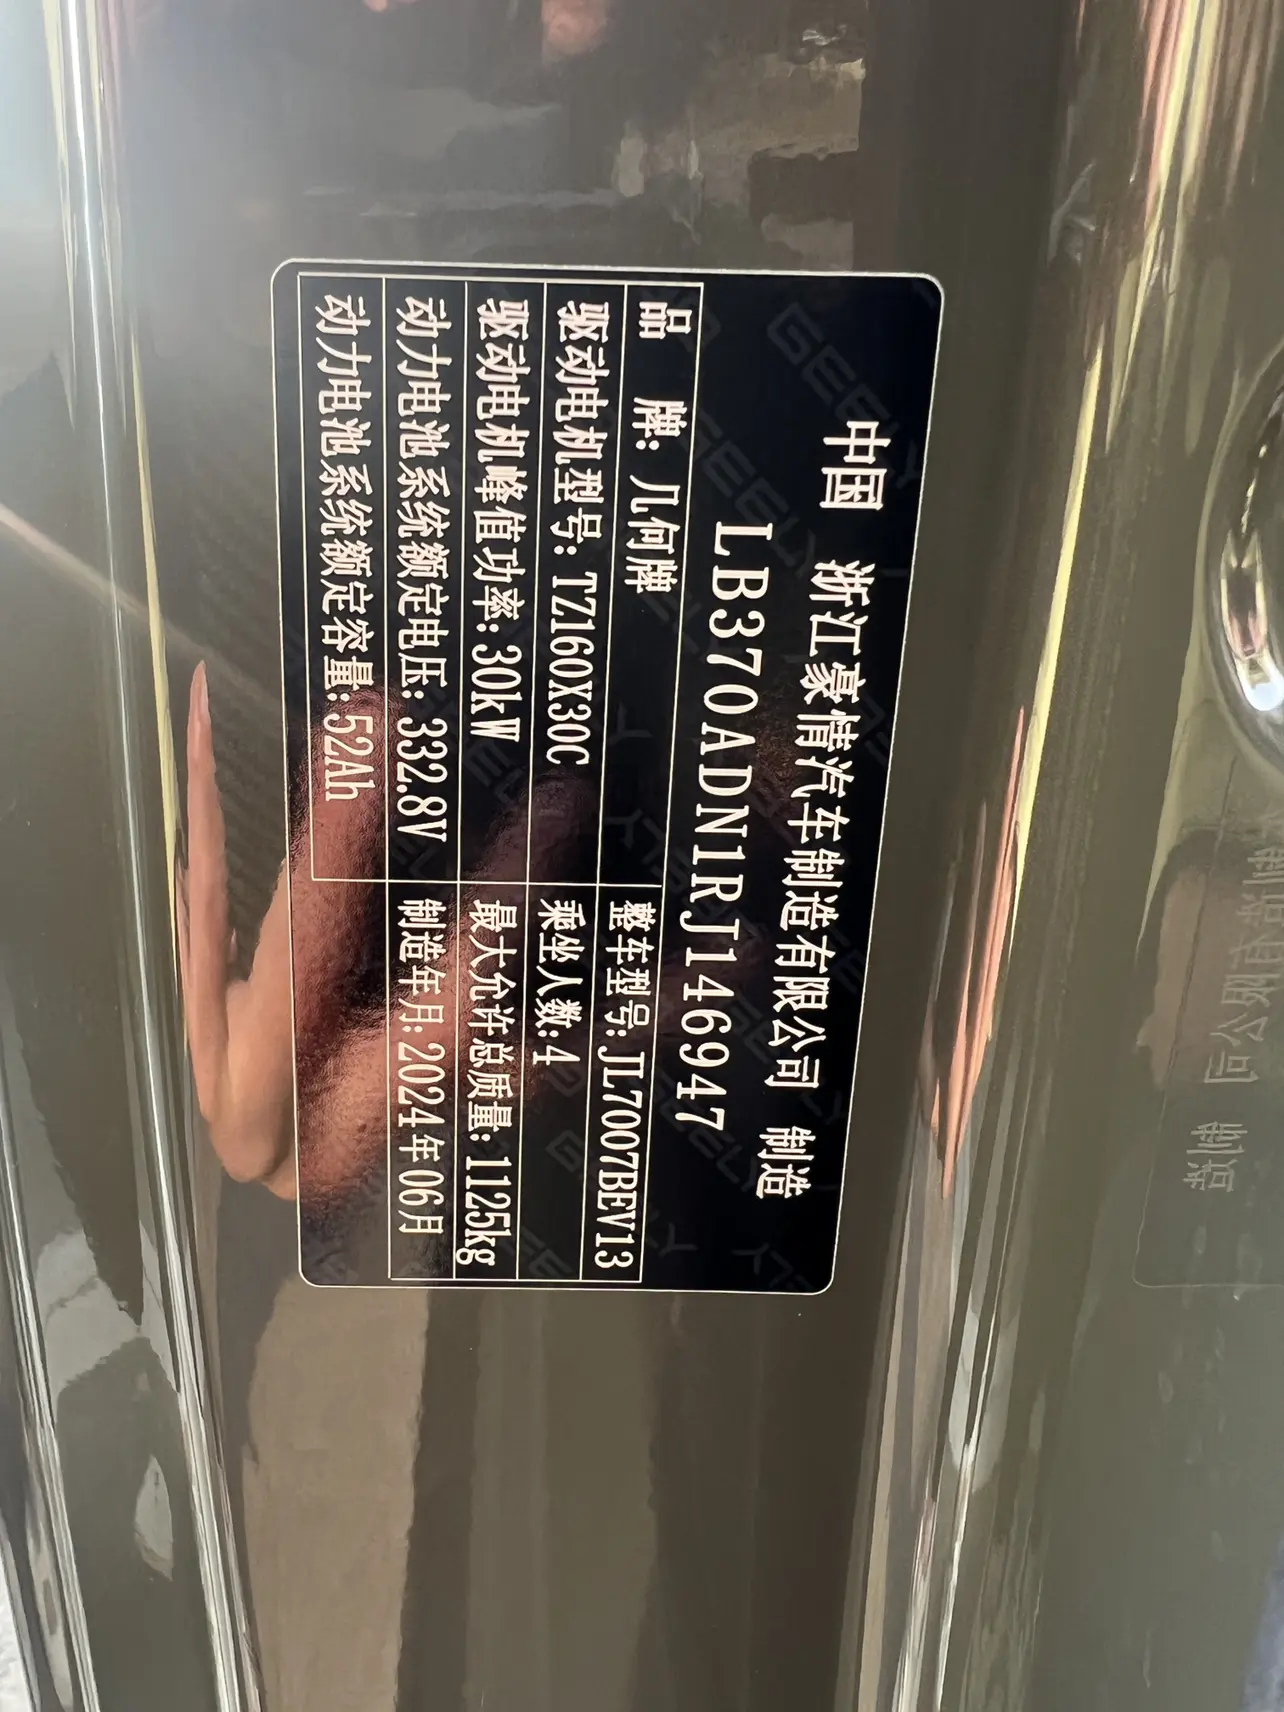 中国 浙江豪情汽车制造有限公司 制造
LB370ADN1RJ146947
品 牌: 几何牌 整车型号: JL7007BEV13
驱动电机型号: TZ160X30C 乘坐人数: 4
驱动电机峰值功率: 30kW 最大允许总质量: 1125kg
动力电池系统额定电压: 332.8V 制造年月: 2024年06月
动力电池系统额定容量: 52Ah